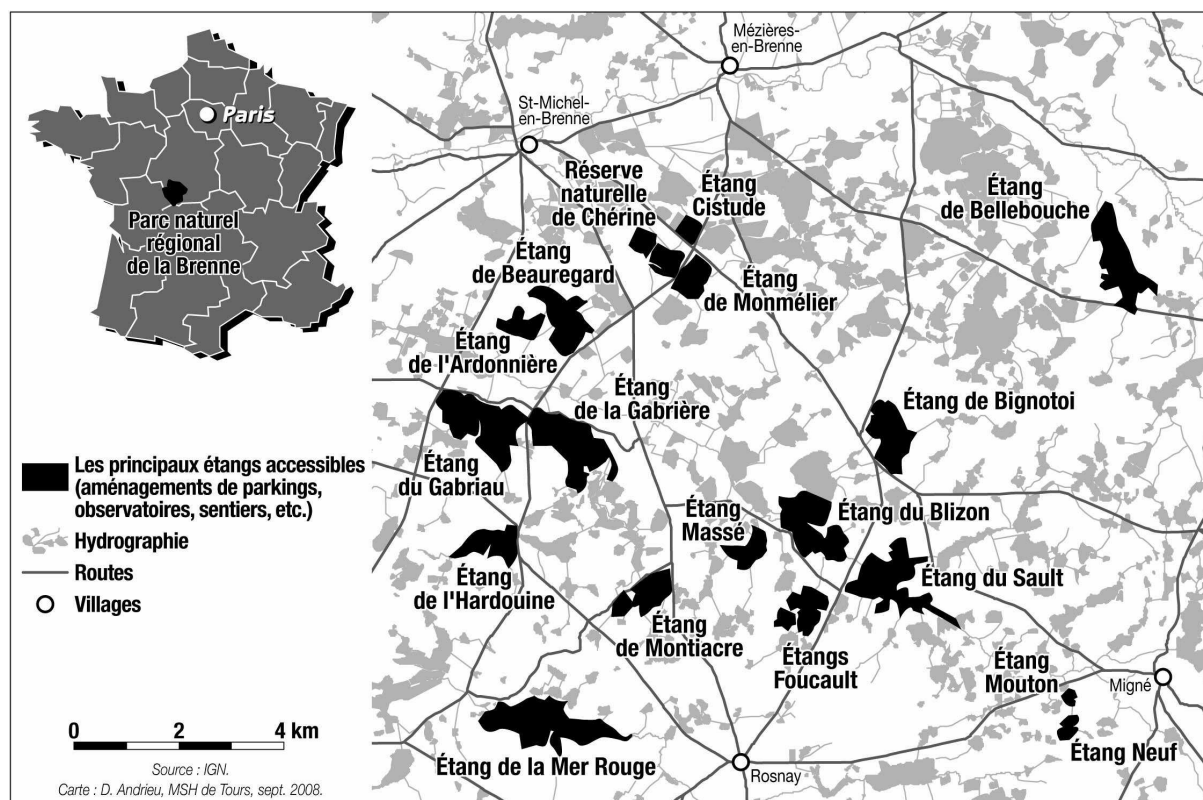 Paris
Parc naturel
régional
de la Brenne
Les principaux étangs accessibles
(aménagements de parkings,
observatoires, sentiers, etc.)
Hydrographie
Routes
Villages
0 2 4 km
Source : IGN.
Carte : D. Andrieu, MSH de Tours, sept. 2008.
Mézières-
en-Brenne
St-Michel-
en-Brenne
Réserve
naturelle
de Chérine
Étang
Cistude
Étang
de Bellebouche
Étang
de Beauregard
Étang
de Monmélier
Étang
de l'Ardonnière
Étang
de la Gabrière
Étang de Bignotoi
Étang
du Gabriau
Étang
Massé
Étang du Blizon
Étang
de l'Hardouine
Étang du Sault
Étang
de Montiacre
Étangs
Foucault
Étang
Mouton
Migné
Étang de la Mer Rouge
Rosnay
Étang Neuf